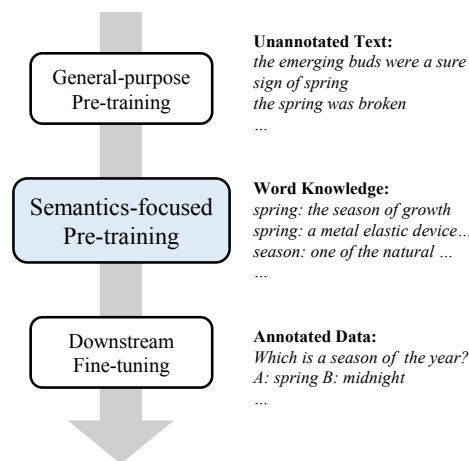 General-purpose
Pre-training
Unannotated Text:
the emerging buds were a sure
sign of spring
the spring was broken
…
Semantics-focused
Pre-training
Word Knowledge:
spring: the season of growth
spring: a metal elastic device…
season: one of the natural …
…
Downstream
Fine-tuning
Annotated Data:
Which is a season of the year?
A: spring B: midnight
…